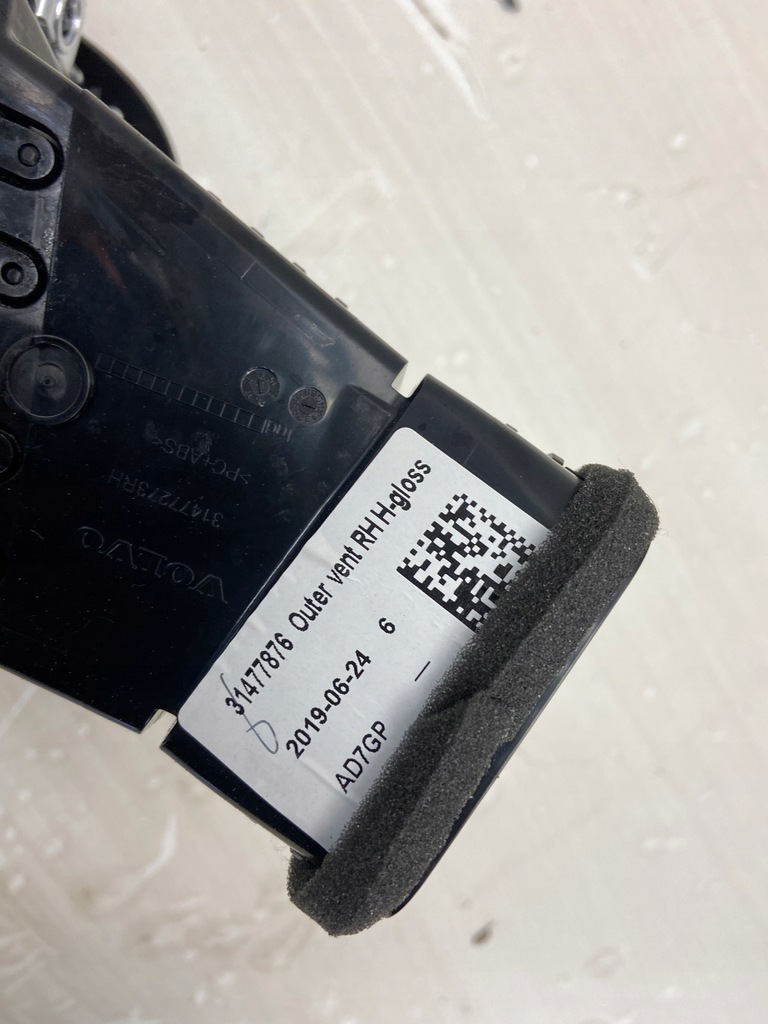 31477876 Outer vent RH H-gloss
2019-06-24 6
AD7GP –
VOLVO
31477273RH
>PC+ABS<